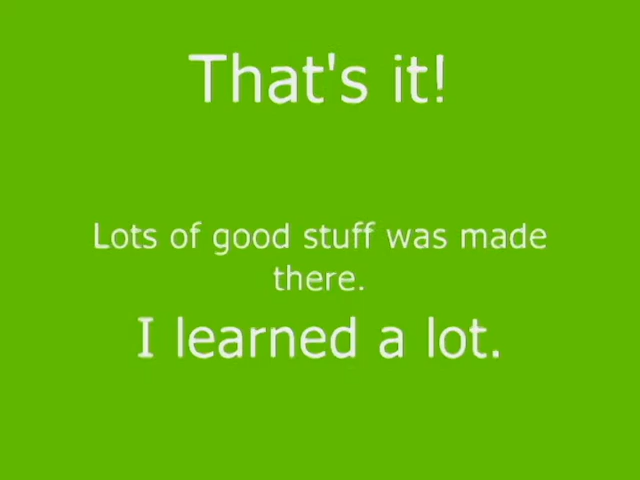 That's it!
Lots of good stuff was made
there.
I learned a lot.